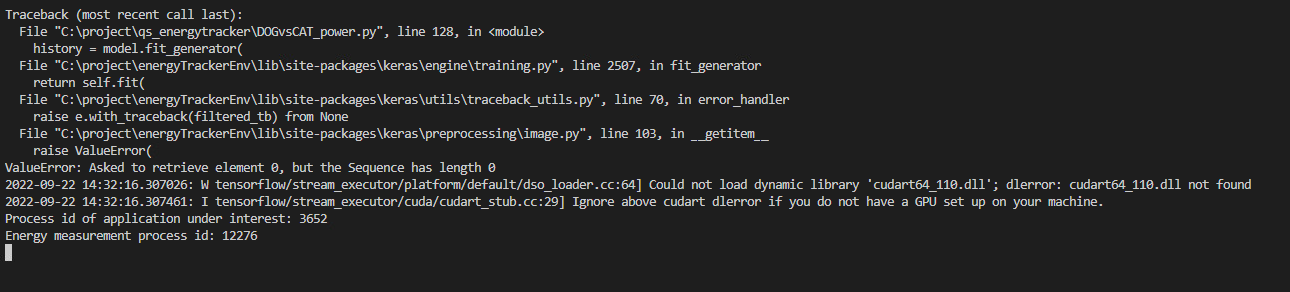 Traceback (most recent call last):
  File "C:\project\qs_energytracker\DOGvsCAT_power.py", line 128, in <module>
    history = model.fit_generator(
  File "C:\project\energyTrackerEnv\lib\site-packages\keras\engine\training.py", line 2507, in fit_generator
    return self.fit(
  File "C:\project\energyTrackerEnv\lib\site-packages\keras\utils\traceback_utils.py", line 70, in error_handler
    raise e.with_traceback(filtered_tb) from None
  File "C:\project\energyTrackerEnv\lib\site-packages\keras\preprocessing\image.py", line 103, in __getitem__
    raise ValueError(
ValueError: Asked to retrieve element 0, but the Sequence has length 0
2022-09-22 14:32:16.307026: W tensorflow/stream_executor/platform/default/dso_loader.cc:64] Could not load dynamic library 'cudart64_110.dll'; dlerror: cudart64_110.dll not found
2022-09-22 14:32:16.307461: I tensorflow/stream_executor/cuda/cudart_stub.cc:29] Ignore above cudart dlerror if you do not have a GPU set up on your machine.
Process id of application under interest: 3652
Energy measurement process id: 12276